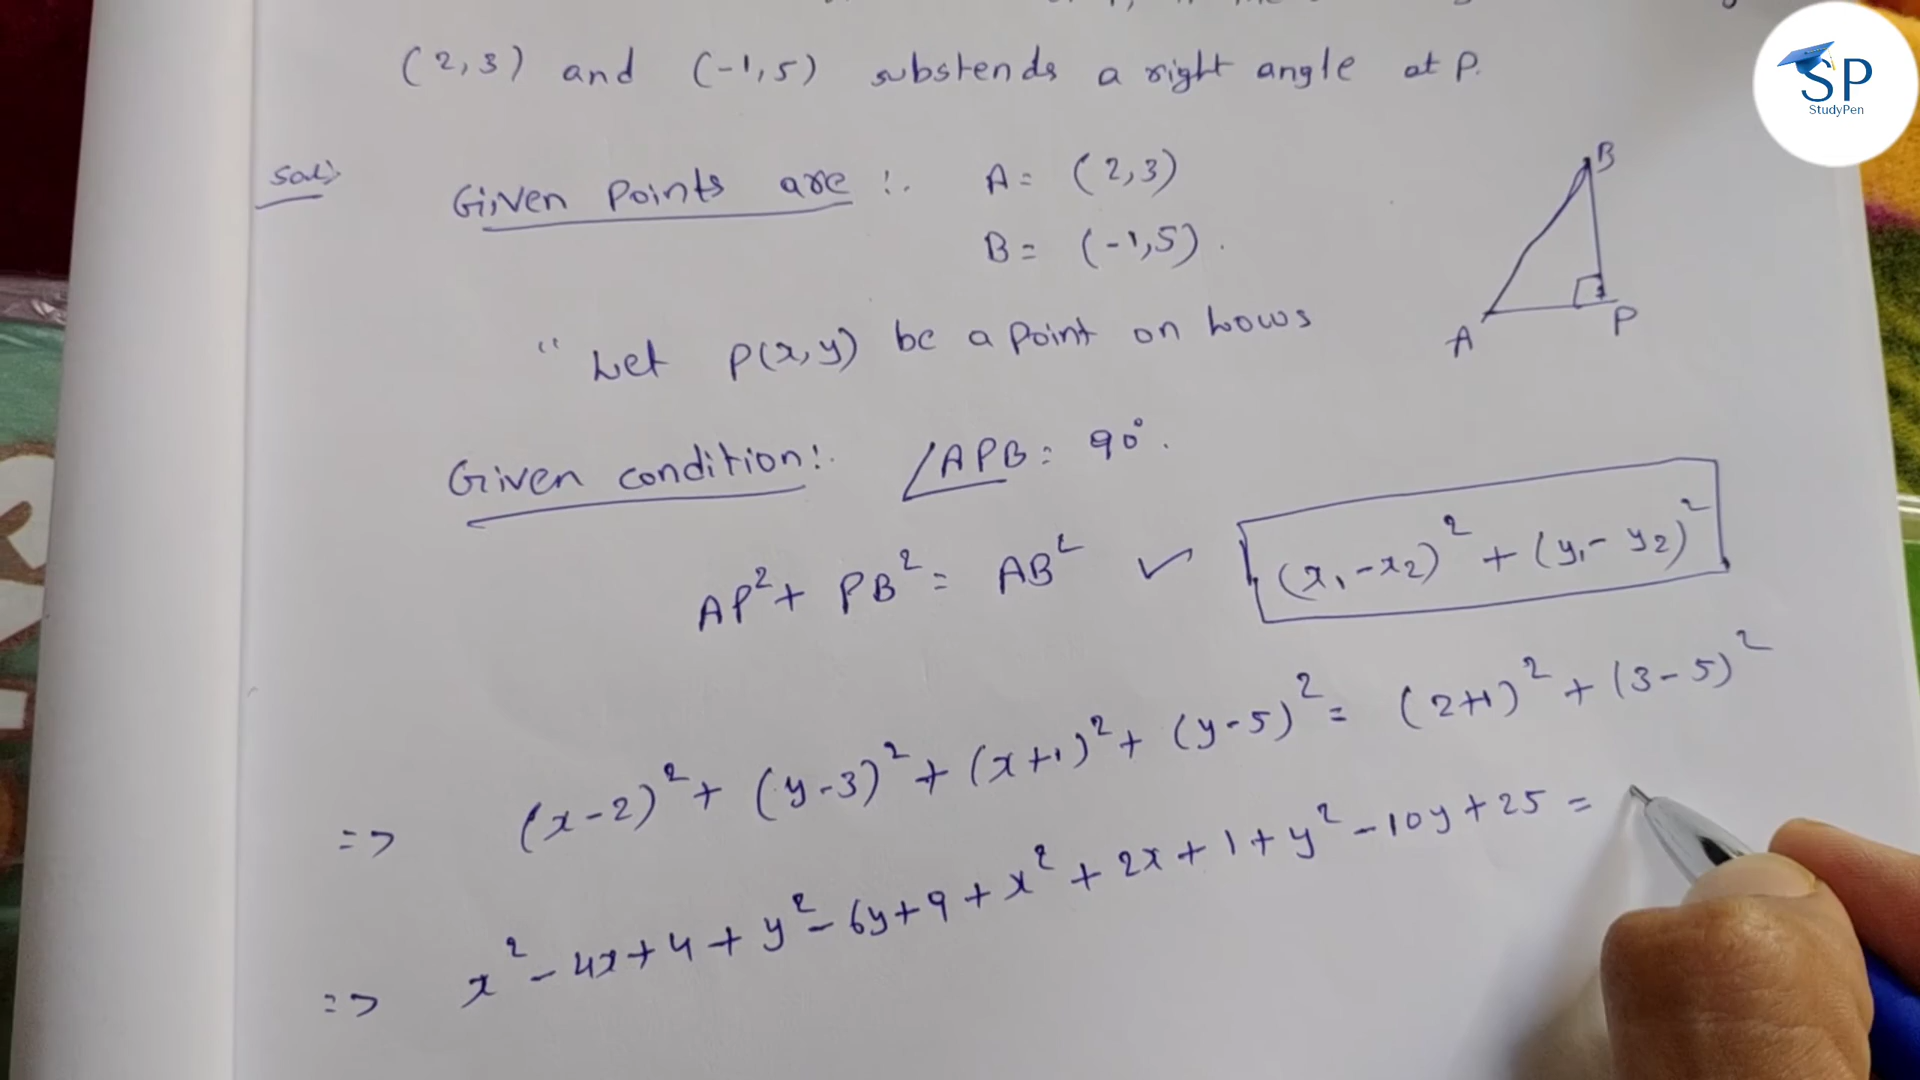 (2,3) and (-1,5) substends a right angle at P.
SP
StudyPen
Sol:
Given Points are :. A = (2,3)
B = (-1,5).
B
A
P
"Let P(x,y) be a point on Lows
Given condition:. ∠APB = 90°.
AP² + PB² = AB² ✓ (x₁-x₂)² + (y₁-y₂)²
=> (x-2)² + (y-3)² + (x+1)² + (y-5)² = (2+1)² + (3-5)²
=> x² - 4x + 4 + y² - 6y + 9 + x² + 2x + 1 + y² - 10y + 25 =